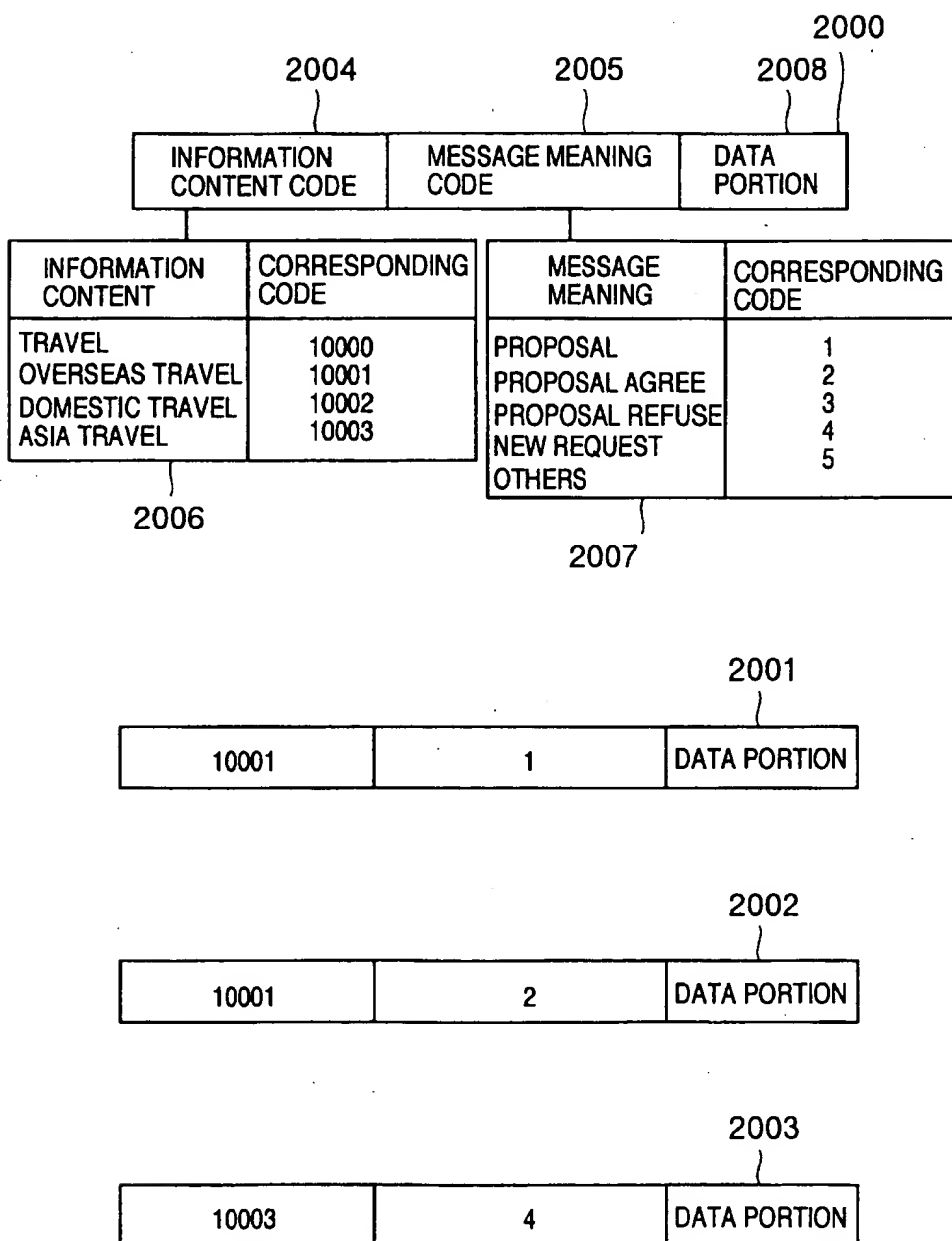 2000
2004 2005 2008
INFORMATION CONTENT CODE MESSAGE MEANING CODE DATA PORTION
INFORMATION CONTENT CORRESPONDING CODE
TRAVEL 10000
OVERSEAS TRAVEL 10001
DOMESTIC TRAVEL 10002
ASIA TRAVEL 10003
2006
MESSAGE MEANING CORRESPONDING CODE
PROPOSAL 1
PROPOSAL AGREE 2
PROPOSAL REFUSE 3
NEW REQUEST 4
OTHERS 5
2007
2001
10001 1 DATA PORTION
2002
10001 2 DATA PORTION
2003
10003 4 DATA PORTION